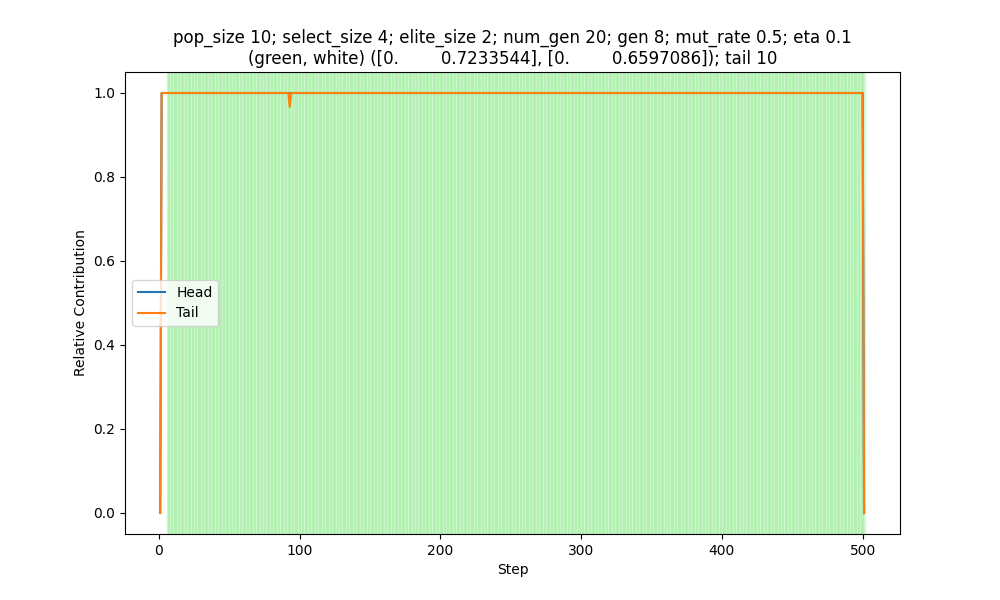 pop_size 10; select_size 4; elite_size 2; num_gen 20; gen 8; mut_rate 0.5; eta 0.1
(green, white) ([0. 0.7233544], [0. 0.6597086]); tail 10
1.0
0.8
0.6
0.4
0.2
0.0
Relative Contribution
Head
Tail
0 100 200 300 400 500
Step